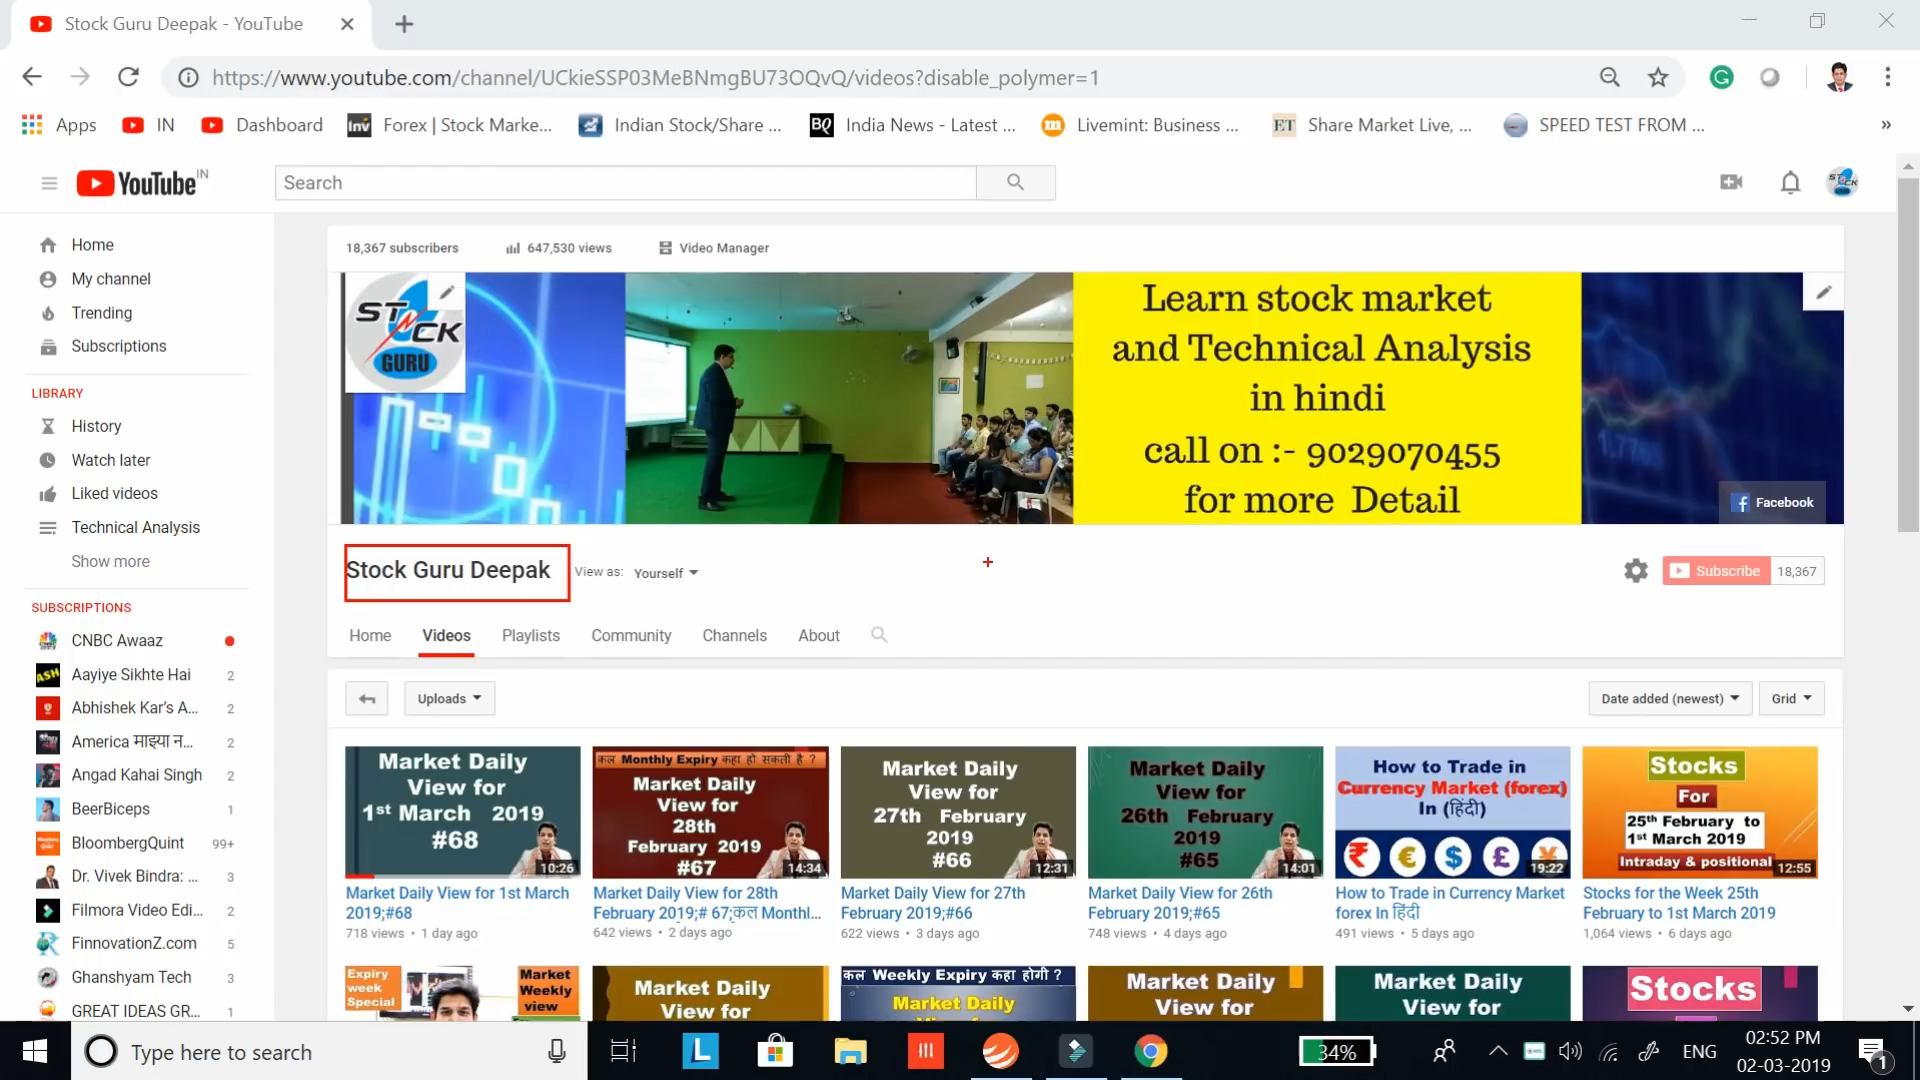 Stock Guru Deepak - YouTube
https://www.youtube.com/channel/UCkieSSP03MeBNmgBU73OQvQ/videos?disable_polymer=1
Apps IN Dashboard Inv Forex | Stock Marke... Indian Stock/Share ... BQ India News - Latest ... m Livemint: Business ... ET Share Market Live, ... SPEED TEST FROM ... »
YouTube IN
Search
Home
My channel
Trending
Subscriptions
LIBRARY
History
Watch later
Liked videos
Technical Analysis
Show more
SUBSCRIPTIONS
CNBC Awaaz
Aayiye Sikhte Hai 2
Abhishek Kar's A... 2
America माझ्या न... 2
Angad Kahai Singh 2
BeerBiceps 1
BloombergQuint 99+
Dr. Vivek Bindra: ... 3
Filmora Video Edi... 2
FinnovationZ.com 5
Ghanshyam Tech 3
GREAT IDEAS GR... 1
18,367 subscribers 647,530 views Video Manager
STOCK
GURU
Learn stock market
and Technical Analysis
in hindi
call on :- 9029070455
for more Detail
Facebook
Stock Guru Deepak View as: Yourself
Subscribe 18,367
Home Videos Playlists Community Channels About
Uploads
Date added (newest) Grid
Market Daily
View for
1st March 2019
#68
10:26
Market Daily View for 1st March
2019;#68
718 views • 1 day ago
कल Monthly Expiry कहा हो सकती है ?
Market Daily
View for
28th
February 2019
#67
14:34
Market Daily View for 28th
February 2019;# 67;कल Monthl...
642 views • 2 days ago
Market Daily
View for
27th February
2019
#66
12:31
Market Daily View for 27th
February 2019;#66
622 views • 3 days ago
Market Daily
View for
26th February
2019
#65
14:01
Market Daily View for 26th
February 2019;#65
748 views • 4 days ago
How to Trade in
Currency Market (forex)
In (हिंदी)
₹ € $ £
19:22
How to Trade in Currency Market
forex In हिंदी
491 views • 5 days ago
Stocks
For
25th February to
1st March 2019
Intraday & positional
12:55
Stocks for the Week 25th
February to 1st March 2019
1,064 views • 6 days ago
Expiry
week
Special
Market
Weekly
view
Market Daily
View for
कल Weekly Expiry कहा होगी ?
Market Daily
Market Daily
View for
Market Daily
View for
Stocks
Type here to search
L
34%
ENG
02:52 PM
02-03-2019
1